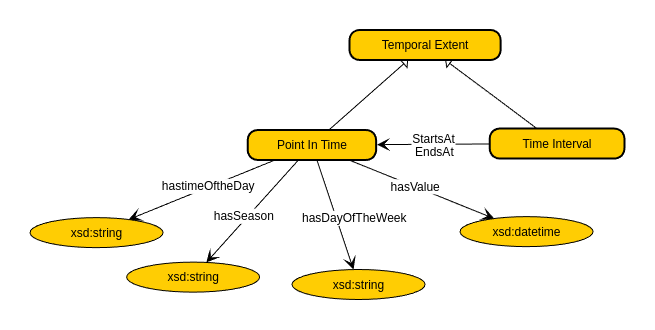 Temporal Extent
Point In Time
StartsAt
EndsAt
Time Interval
hastimeOftheDay
hasSeason
hasDayOfTheWeek
hasValue
xsd:string
xsd:string
xsd:string
xsd:datetime